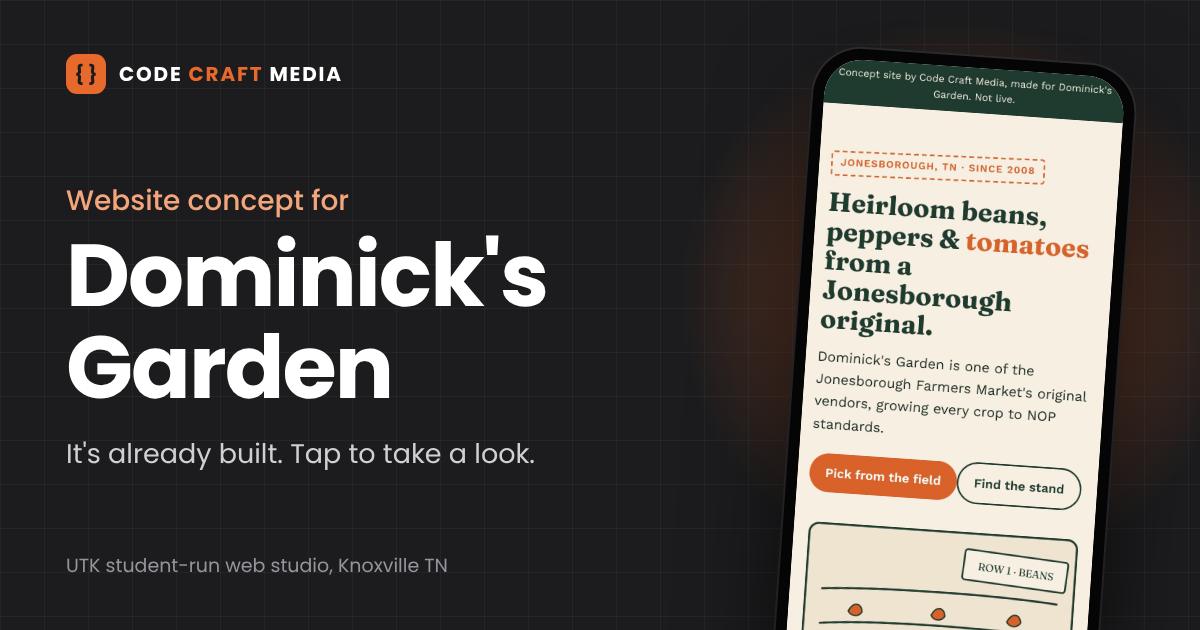 { } CODE CRAFT MEDIA
Website concept for
Dominick's
Garden
It's already built. Tap to take a look.
UTK student-run web studio, Knoxville TN
Concept site by Code Craft Media, made for Dominick's
Garden. Not live.
JONESBOROUGH, TN · SINCE 2008
Heirloom beans,
peppers & tomatoes
from a
Jonesborough
original.
Dominick's Garden is one of the
Jonesborough Farmers Market's original
vendors, growing every crop to NOP
standards.
Pick from the field
Find the stand
ROW 1 · BEANS